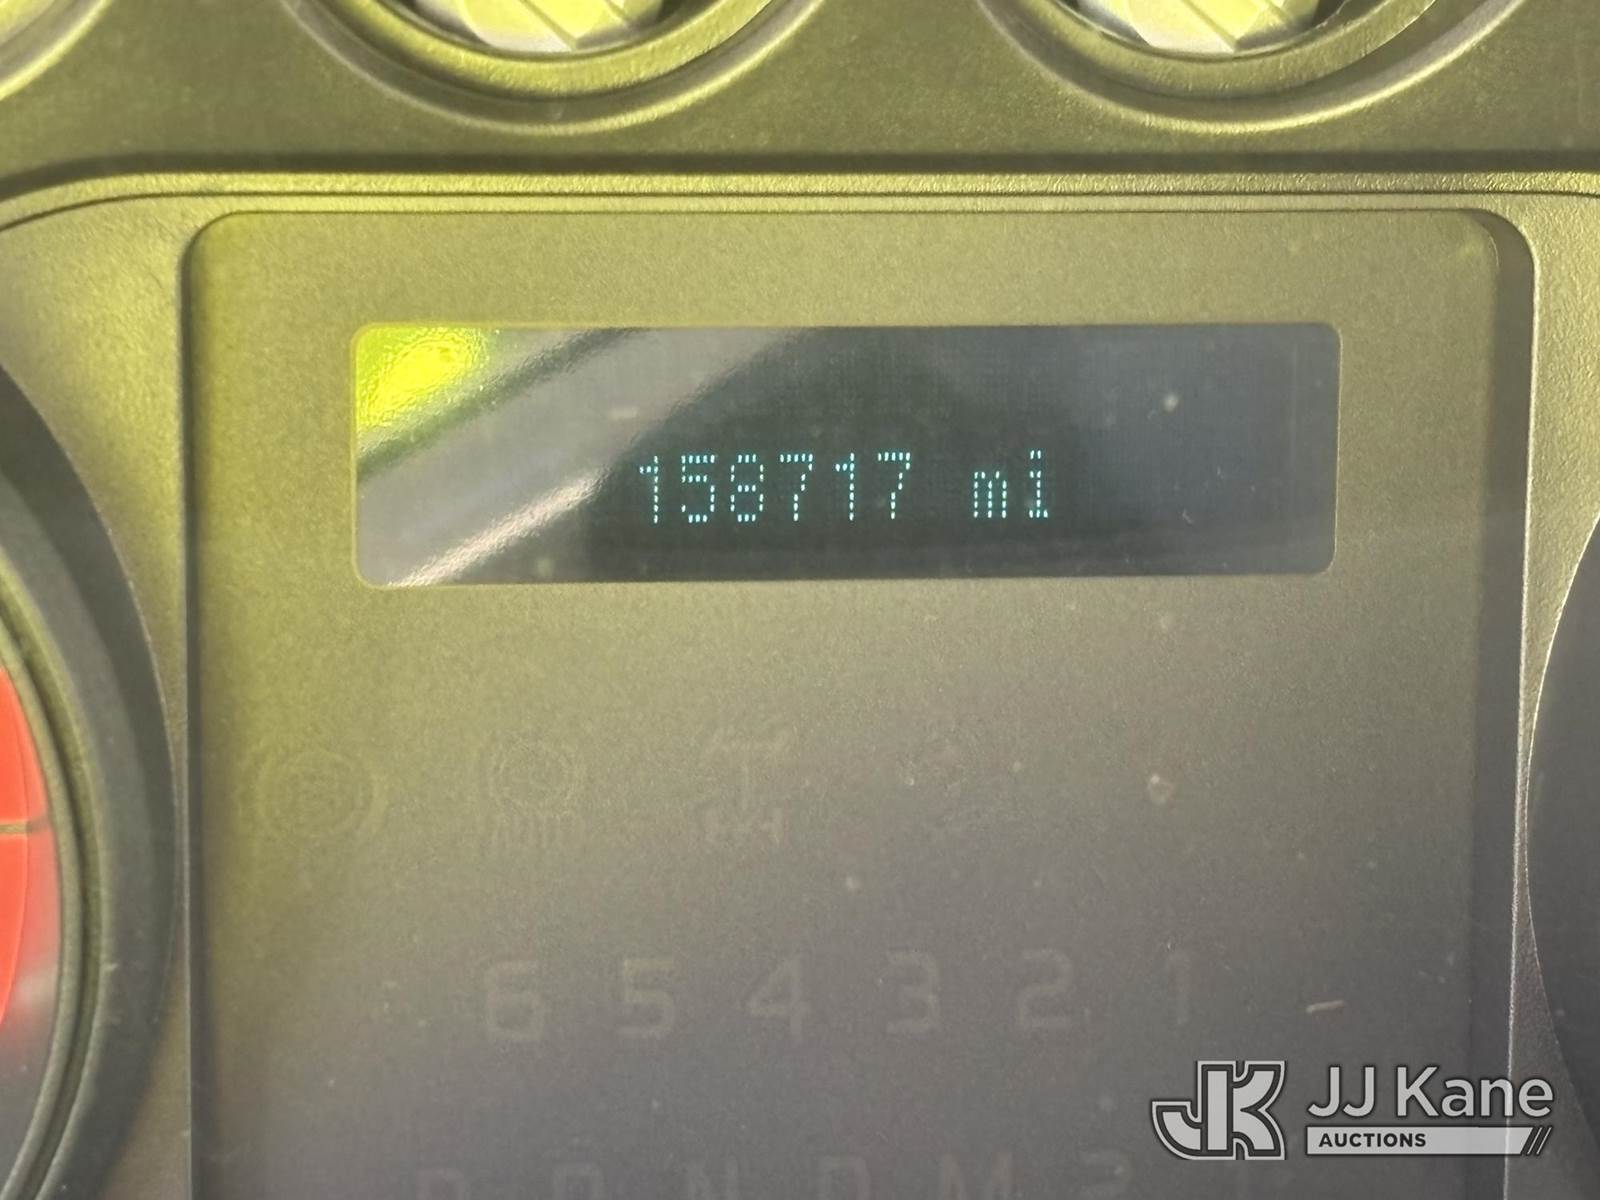 158717 mi
6 5 4 3 2 1
JJ Kane
AUCTIONS